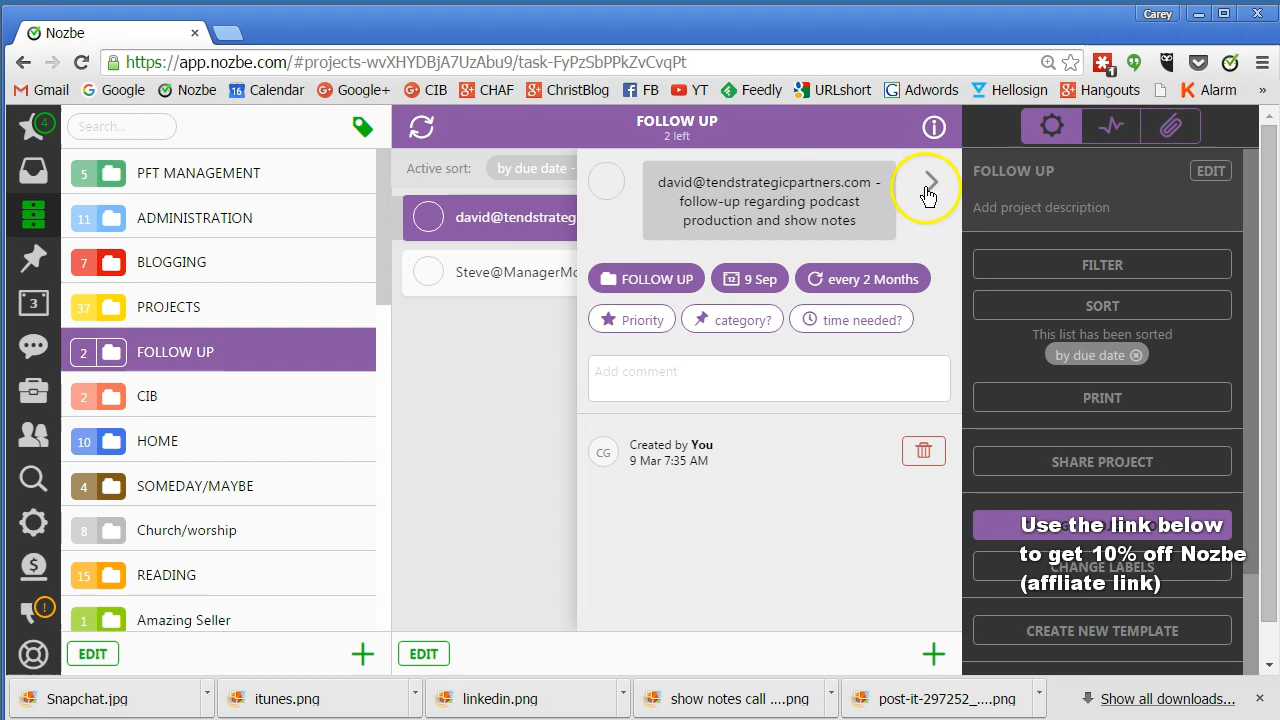 Carey
Nozbe
https://app.nozbe.com/#projects-wvXHYDBjA7UzAbu9/task-FyPzSbPPkZvCvqPt
1
Gmail
Google
Nozbe
16 Calendar
Google+
CIB
CHAF
ChristBlog
FB
YT
Feedly
URLshort
Adwords
Hellosign
Hangouts
K Alarm
»
4
Search...
FOLLOW UP
2 left
5 PFT MANAGEMENT
11 ADMINISTRATION
7 BLOGGING
37 PROJECTS
2 FOLLOW UP
2 CIB
10 HOME
4 SOMEDAY/MAYBE
8 Church/worship
15 READING
1 Amazing Seller
3
EDIT
Active sort: by due date -
david@tendstrateg
Steve@ManagerMo
EDIT
david@tendstrategicpartners.com -
follow-up regarding podcast
production and show notes
FOLLOW UP
12 9 Sep
every 2 Months
Priority
category?
time needed?
Add comment
CG
Created by You
9 Mar 7:35 AM
FOLLOW UP
EDIT
Add project description
FILTER
SORT
This list has been sorted
by due date
PRINT
SHARE PROJECT
CHANGE LABELS
Use the link below
to get 10% off Nozbe
(affliate link)
CREATE NEW TEMPLATE
Snapchat.jpg
itunes.png
linkedin.png
show notes call ....png
post-it-297252_....png
Show all downloads...